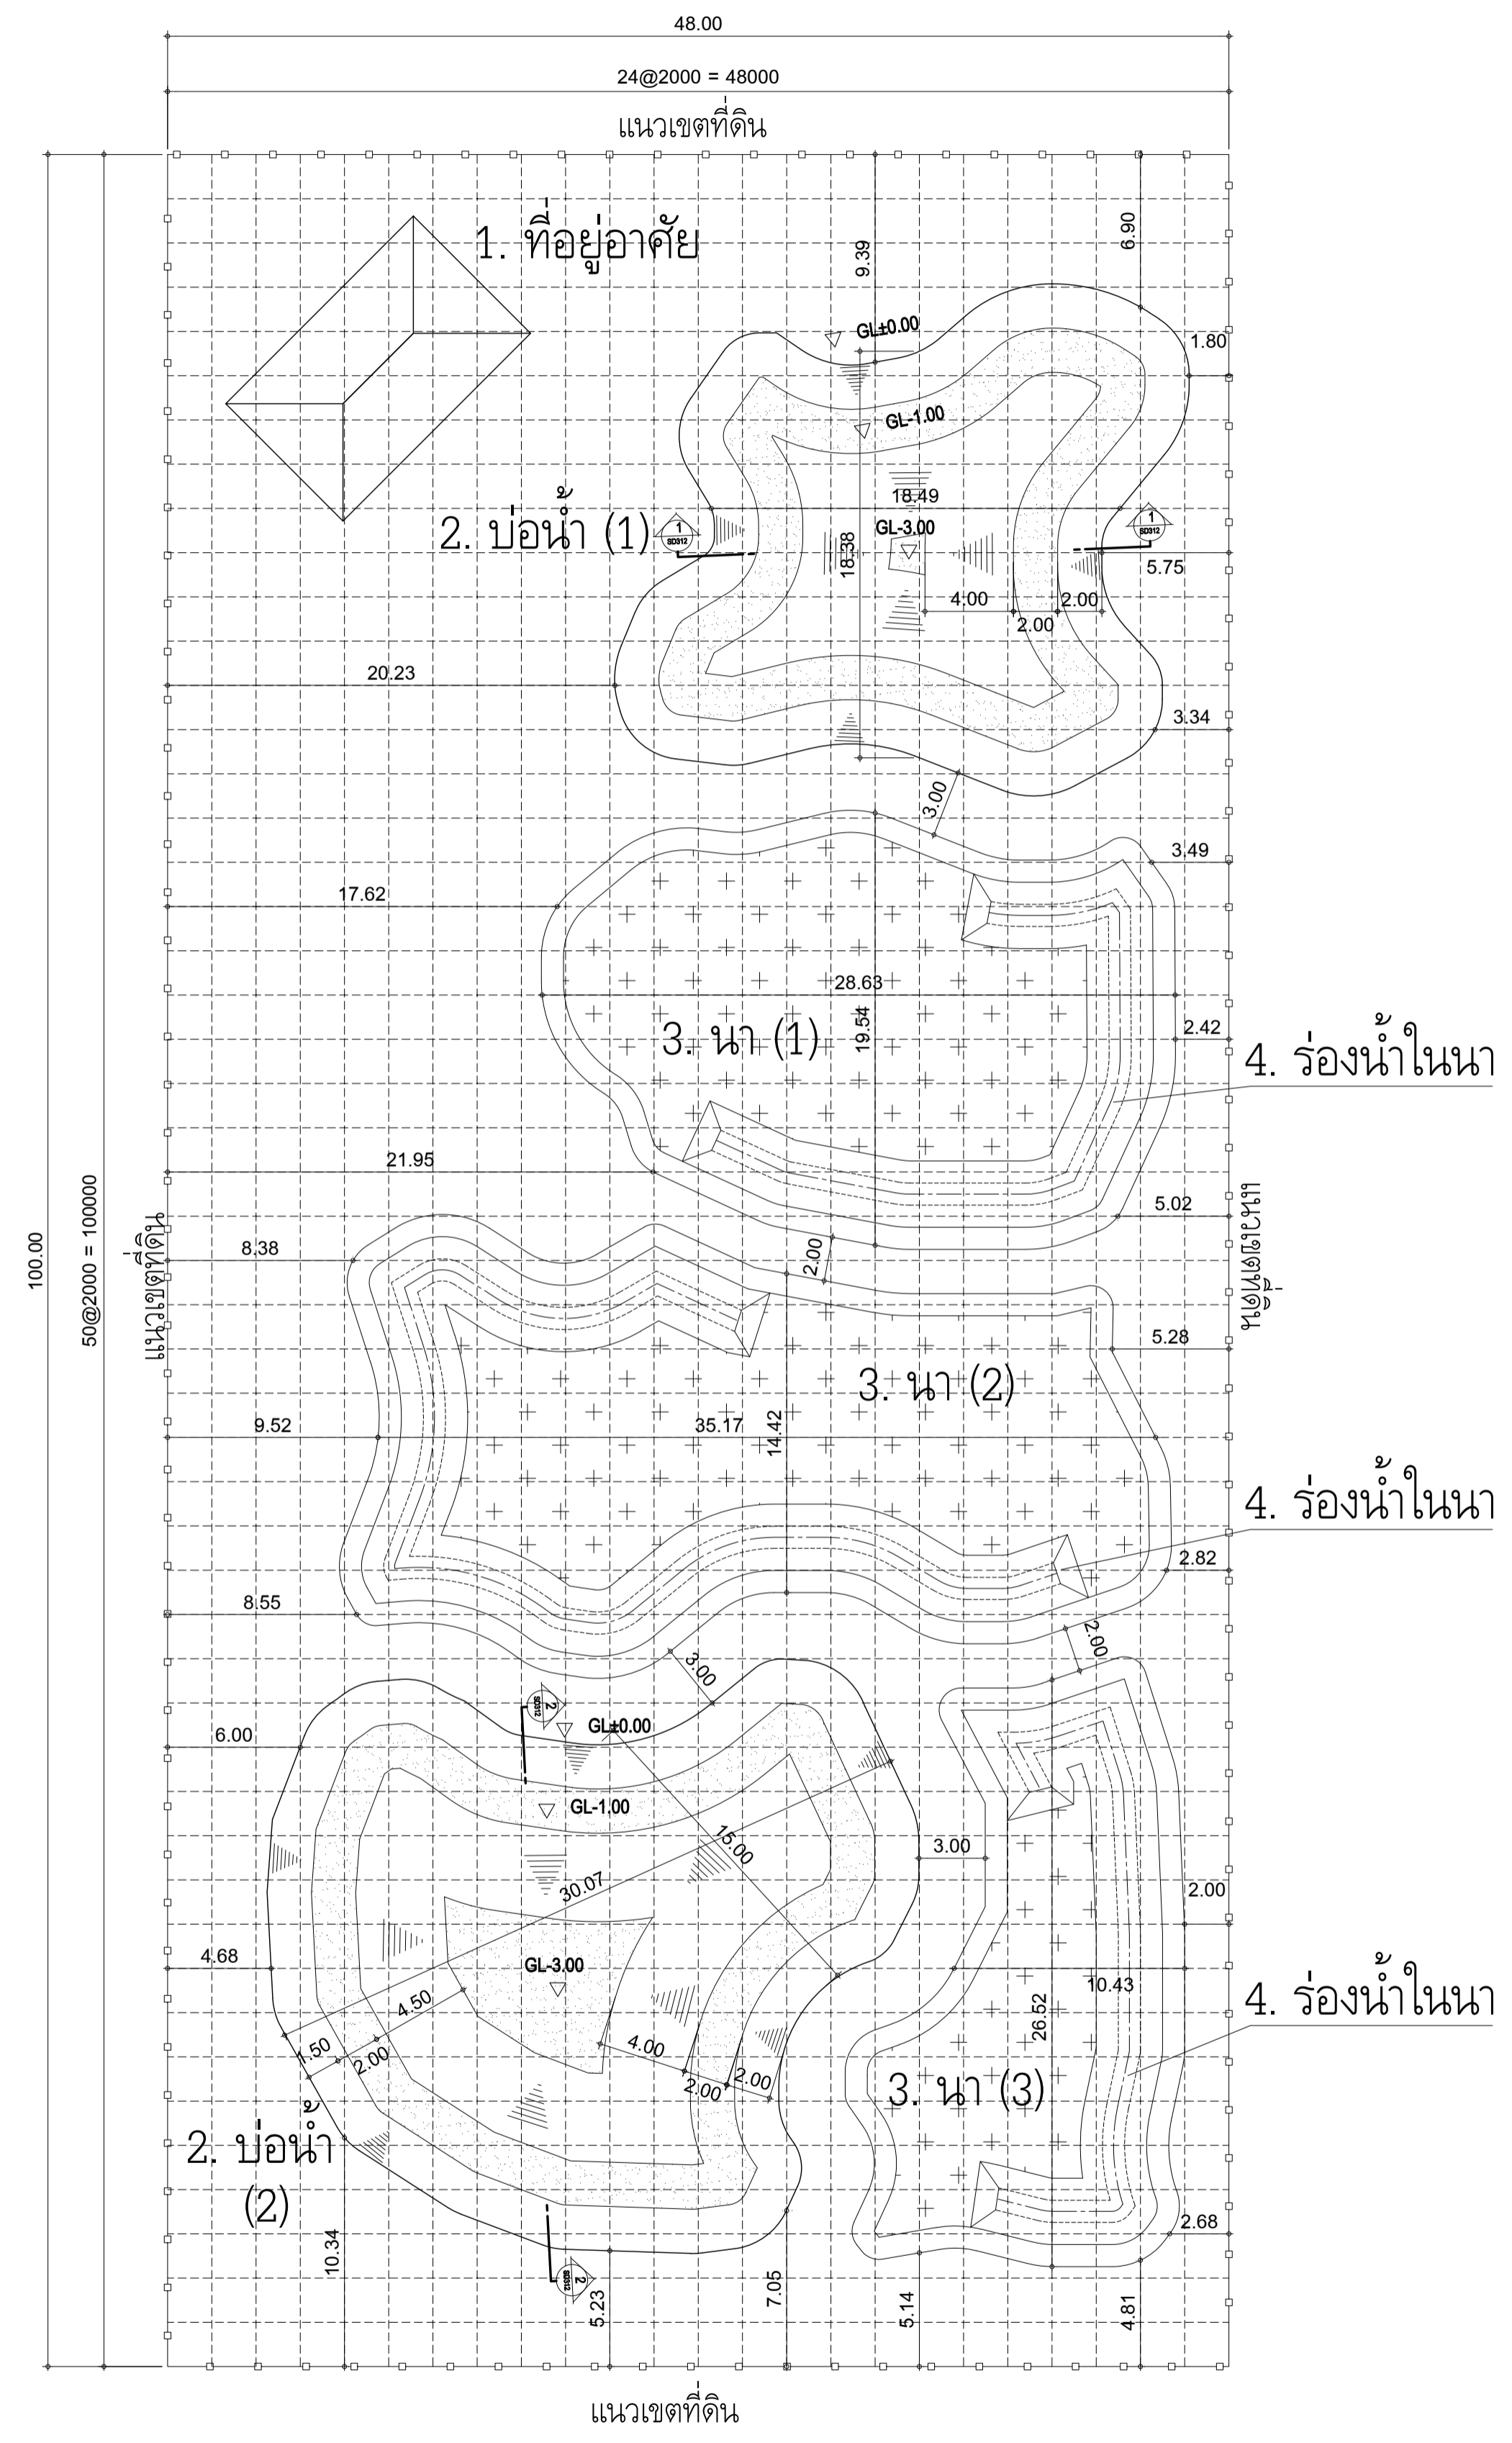 48.00
24@2000 = 48000
แนวเขตที่ดิน
6.90
9.39
1. ที่อยู่อาศัย
GL±0.00
1.80
GL-1.00
18.49
2. บ่อน้ำ (1)
1
SD312
GL-3.00
1
SD312
18.38
5.75
4.00
2.00
2.00
20.23
3.34
3.00
3.49
17.62
28.63
19.54
2.42
3. นา (1)
4. ร่องน้ำในนา
21.95
5.02
100.00
50@2000 = 1000000
แนวเขตที่ดิน
แนวเขตที่ดิน
8.38
2.00
5.28
3. นา (2)
9.52
35.17
14.42
4. ร่องน้ำในนา
2.82
8.55
2.00
3.00
2
SD312
GL±0.00
6.00
GL-1.00
15.00
3.00
30.07
2.00
4.68
GL-3.00
10.43
4. ร่องน้ำในนา
4.50
26.52
1.50
2.00
4.00
2.00
2.00
3. นา (3)
2. บ่อน้ำ
(2)
10.34
2.68
2
SD312
5.23
7.05
5.14
4.81
แนวเขตที่ดิน